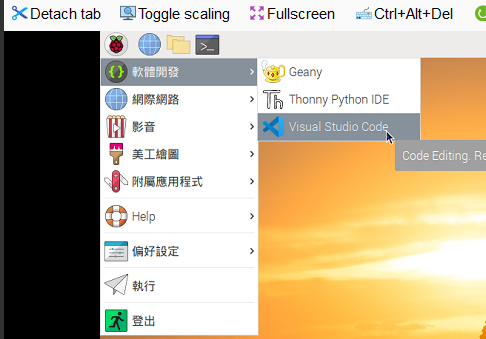 Detach tab Toggle scaling Fullscreen Ctrl+Alt+Del
軟體開發
網際網路
影音
美工繪圖
附屬應用程式
Help
偏好設定
執行
登出
Geany
Thonny Python IDE
Visual Studio Code
Code Editing. Re